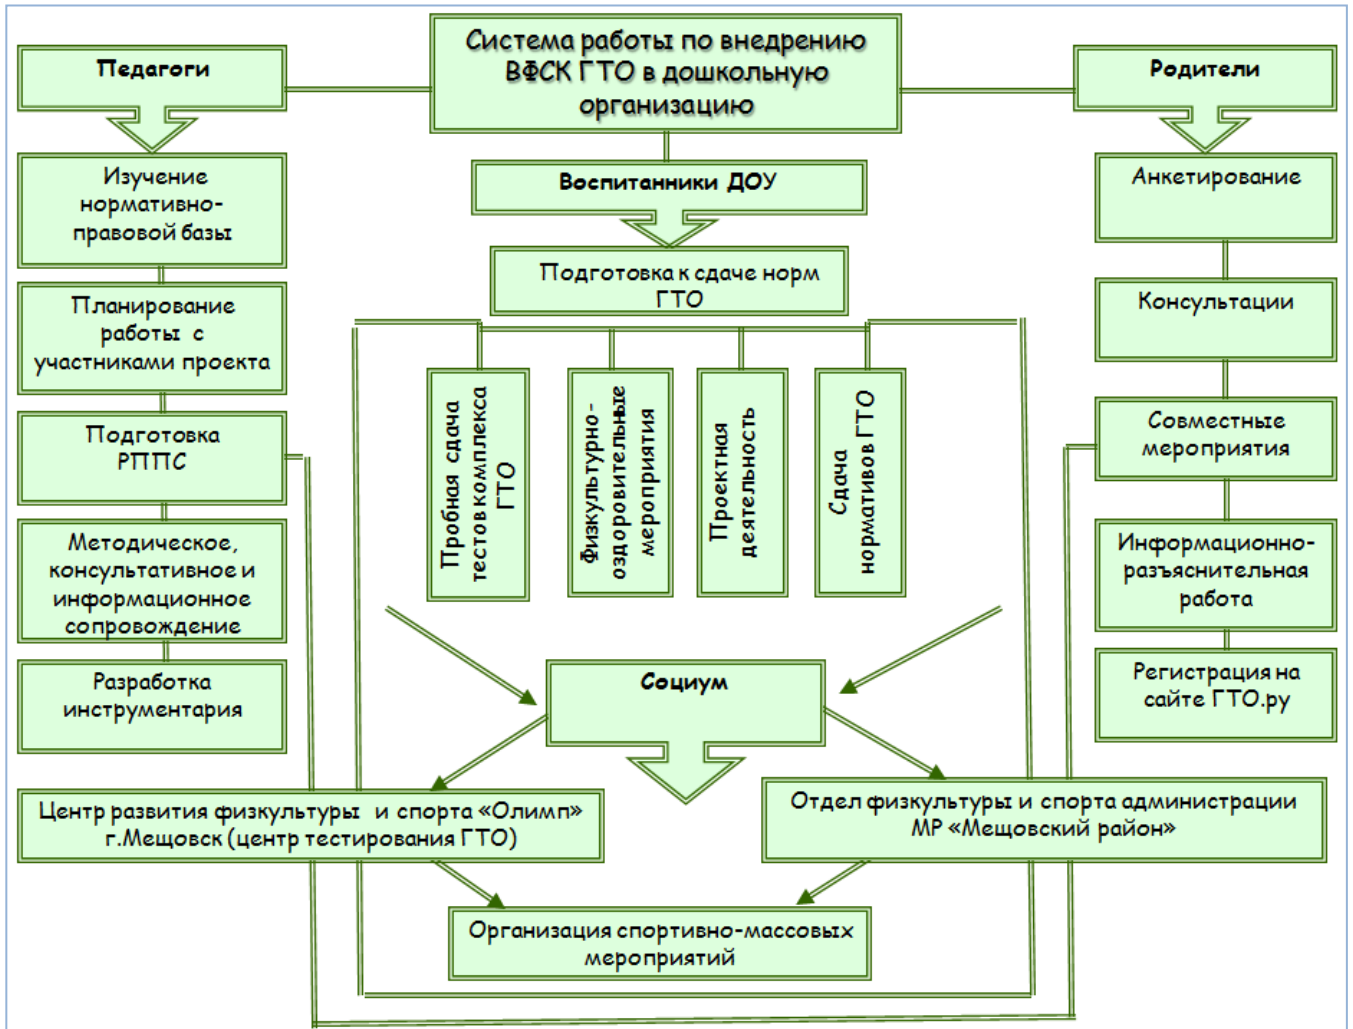 Система работы по внедрению
ВФСК ГТО в дошкольную
организацию
Педагоги
Изучение
нормативно-
правовой базы
Планирование
работы с
участниками проекта
Подготовка
РППС
Методическое,
консультативное и
информационное
сопровождение
Разработка
инструментария
Воспитанники ДОУ
Подготовка к сдаче норм
ГТО
Пробная сдача
тестов комплекса
ГТО
Физкультурно-
оздоровительные
мероприятия
Проектная
деятельность
Сдача
нормативов ГТО
Родители
Анкетирование
Консультации
Совместные
мероприятия
Информационно-
разъяснительная
работа
Регистрация на
сайте ГТО.ру
Социум
Центр развития физкультуры и спорта «Олимп»
г.Мещовск (центр тестирования ГТО)
Отдел физкультуры и спорта администрации
МР «Мещовский район»
Организация спортивно-массовых
мероприятий